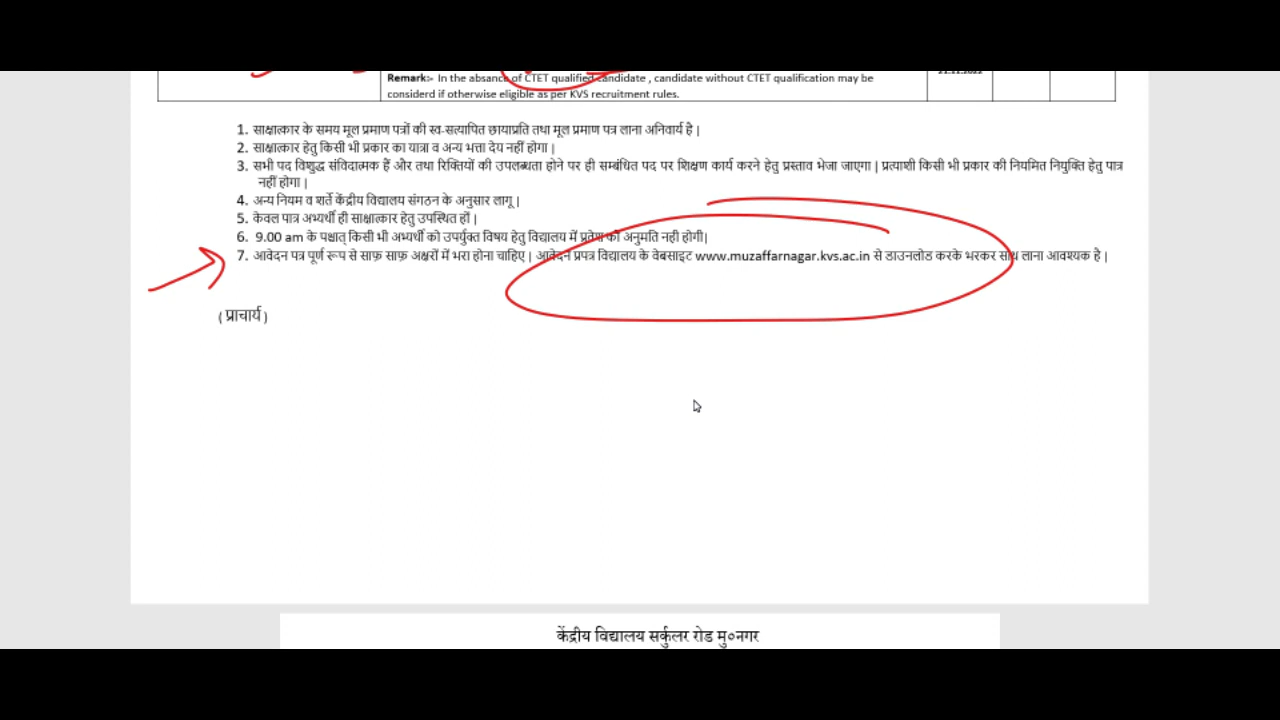 Remark:- In the absance of CTET qualified candidate , candidate without CTET qualification may be
considerd if otherwise eligible as per KVS recruitment rules.
1. साक्षात्कार के समय मूल प्रमाण पत्रों की स्व-सत्यापित छायाप्रति तथा मूल प्रमाण पत्र लाना अनिवार्य है |
2. साक्षात्कार हेतु किसी भी प्रकार का यात्रा व अन्य भत्ता देय नहीं होगा |
3. सभी पद विशुद्ध संविदात्मक हैं और तथा रिक्तियों की उपलब्धता होने पर ही सम्बंधित पद पर शिक्षण कार्य करने हेतु प्रस्ताव भेजा जाएगा | प्रत्याशी किसी भी प्रकार की नियमित नियुक्ति हेतु पात्र
नहीं होगा |
4. अन्य नियम व शर्ते केंद्रीय विद्यालय संगठन के अनुसार लागू |
5. केवल पात्र अभ्यर्थी ही साक्षात्कार हेतु उपस्थित हों |
6. 9.00 am के पश्चात् किसी भी अभ्यर्थी को उपर्युक्त विषय हेतु विद्यालय में प्रवेश की अनुमति नही होगी|
7. आवेदन पत्र पूर्ण रूप से साफ़ साफ़ अक्षरों में भरा होना चाहिए | आवेदन प्रपत्र विद्यालय के वेबसाइट www.muzaffarnagar.kvs.ac.in से डाउनलोड करके भरकर साथ लाना आवश्यक है |
( प्राचार्य )
केंद्रीय विद्यालय सर्कुलर रोड मु०नगर